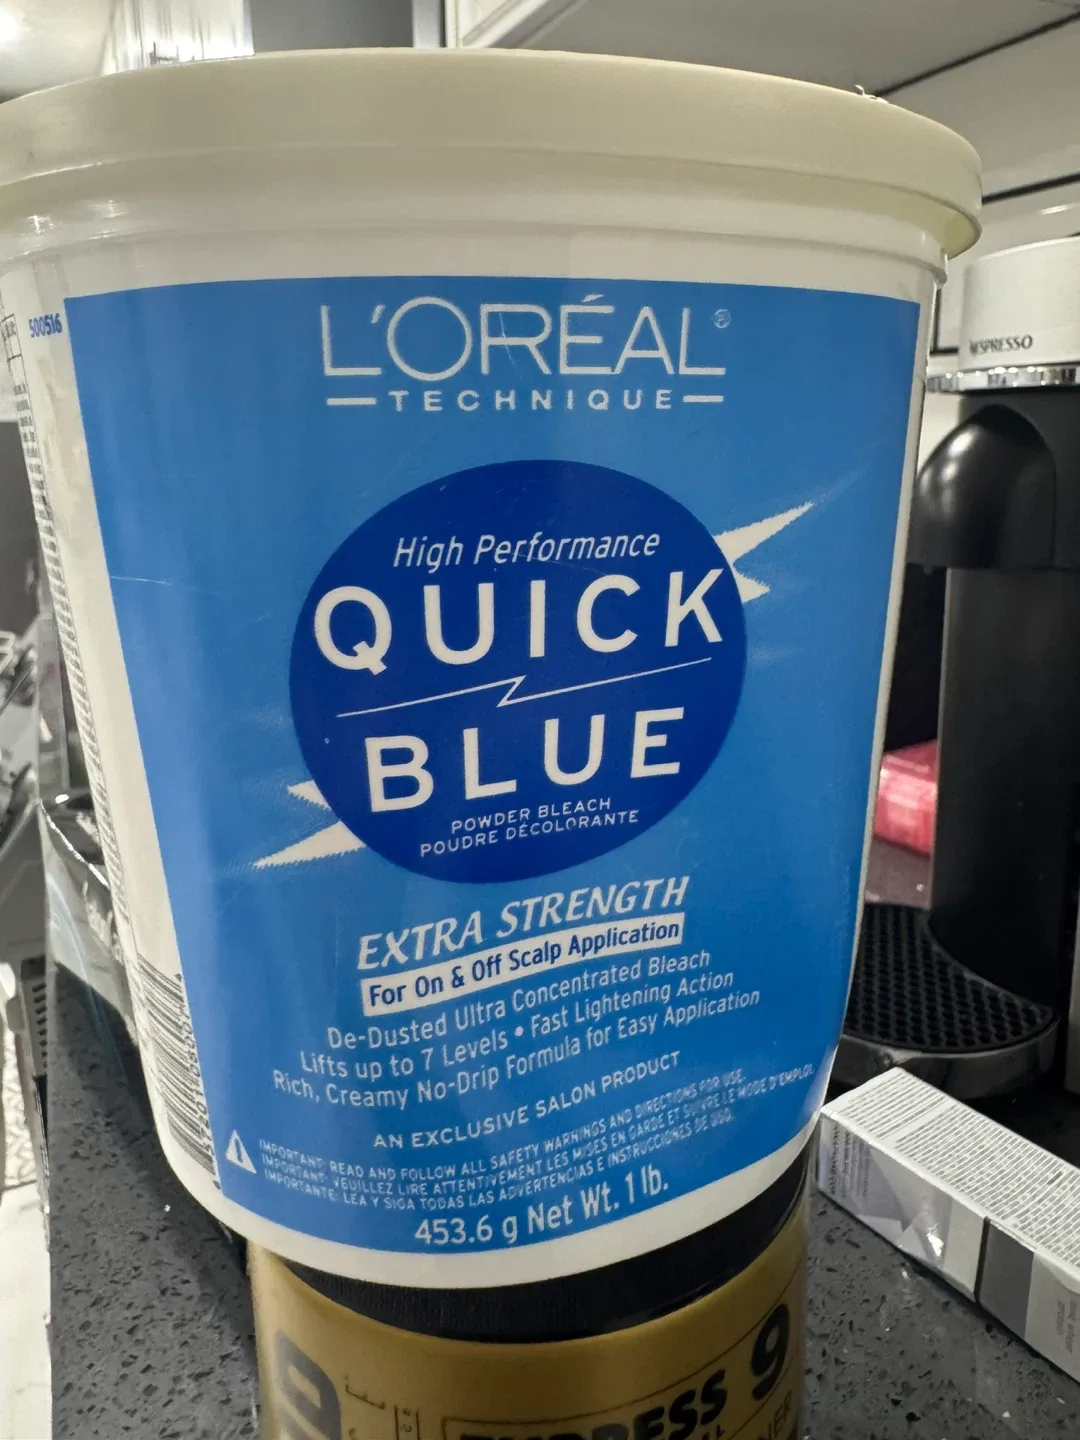 500516
L'ORÉAL®
TECHNIQUE
High Performance
QUICK
BLUE
POWDER BLEACH
POUDRE DÉCOLORANTE
EXTRA STRENGTH
For On & Off Scalp Application
De-Dusted Ultra Concentrated Bleach
Lifts up to 7 Levels • Fast Lightening Action
Rich, Creamy No-Drip Formula for Easy Application
AN EXCLUSIVE SALON PRODUCT
IMPORTANT: READ AND FOLLOW ALL SAFETY WARNINGS AND DIRECTIONS FOR USE.
IMPORTANT: VEUILLEZ LIRE ATTENTIVEMENT LES MISES EN GARDE ET SUIVRE LE MODE D'EMPLOI.
IMPORTANTE: LEA Y SIGA TODAS LAS ADVERTENCIAS E INSTRUCCIONES DE USO.
453.6 g Net Wt. 1 lb.
NESPRESSO
9
9